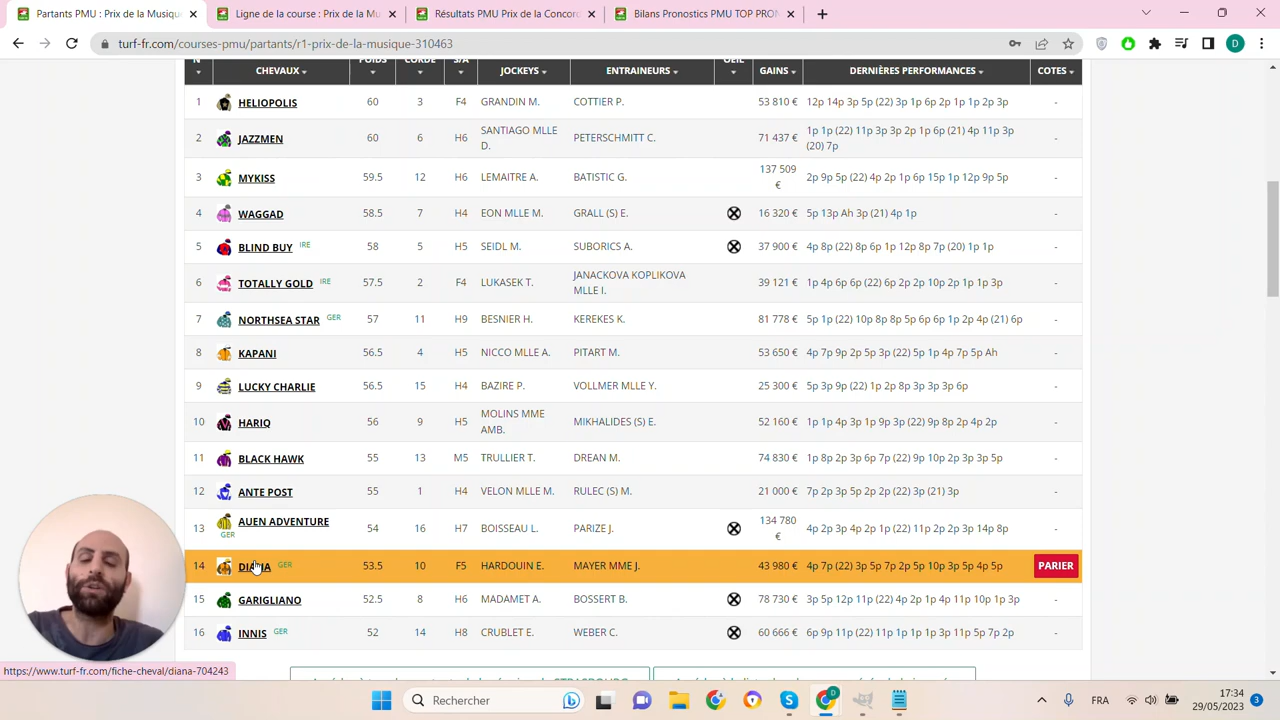 Partants PMU : Prix de la Musique
Ligne de la course : Prix de la Mu
Résultats PMU Prix de la Concord
Bilans Pronostics PMU TOP PRON
turf-fr.com/courses-pmu/partants/r1-prix-de-la-musique-310463
N° CHEVAUX POIDS CORDE S/A JOCKEYS ENTRAINEURS OEIL GAINS DERNIÈRES PERFORMANCES COTES
1 HELIOPOLIS 60 3 F4 GRANDIN M. COTTIER P. 53 810 € 12p 14p 3p 5p (22) 3p 1p 6p 2p 1p 1p 2p 3p -
2 JAZZMEN 60 6 H6 SANTIAGO MLLE D. PETERSCHMITT C. 71 437 € 1p 1p (22) 11p 3p 3p 2p 1p 6p (21) 4p 11p 3p (20) 7p -
3 MYKISS 59.5 12 H6 LEMAITRE A. BATISTIC G. 137 509 € 2p 9p 5p (22) 4p 2p 1p 6p 15p 1p 12p 9p 5p -
4 WAGGAD 58.5 7 H4 EON MLLE M. GRALL (S) E. 16 320 € 5p 13p Ah 3p (21) 4p 1p -
5 BLIND BUY IRE 58 5 H5 SEIDL M. SUBORICS A. 37 900 € 4p 8p (22) 8p 6p 1p 12p 8p 7p (20) 1p 1p -
6 TOTALLY GOLD IRE 57.5 2 F4 LUKASEK T. JANACKOVA KOPLIKOVA MLLE I. 39 121 € 1p 4p 6p 6p (22) 6p 2p 2p 10p 2p 1p 1p 3p -
7 NORTHSEA STAR GER 57 11 H9 BESNIER H. KEREKES K. 81 778 € 5p 1p (22) 10p 8p 8p 5p 6p 6p 1p 2p 4p (21) 6p -
8 KAPANI 56.5 4 H5 NICCO MLLE A. PITART M. 53 650 € 4p 7p 9p 2p 5p 3p (22) 5p 1p 4p 7p 5p Ah -
9 LUCKY CHARLIE 56.5 15 H4 BAZIRE P. VOLLMER MLLE Y. 25 300 € 5p 3p 9p (22) 1p 2p 8p 3p 3p 3p 6p -
10 HARIQ 56 9 H5 MOLINS MME AMB. MIKHALIDES (S) E. 52 160 € 1p 1p 4p 3p 1p 9p 3p (22) 9p 8p 2p 4p 2p -
11 BLACK HAWK 55 13 M5 TRULLIER T. DREAN M. 74 830 € 1p 8p 2p 3p 6p 7p (22) 9p 10p 2p 3p 3p 5p -
12 ANTE POST 55 1 H4 VELON MLLE M. RULEC (S) M. 21 000 € 7p 2p 3p 5p 2p 2p (22) 3p (21) 3p -
13 AUEN ADVENTURE GER 54 16 H7 BOISSEAU L. PARIZE J. 134 780 € 4p 2p 3p 4p 2p 1p (22) 11p 2p 2p 3p 14p 8p -
14 DIANA GER 53.5 10 F5 HARDOUIN E. MAYER MME J. 43 980 € 4p 7p (22) 3p 5p 7p 2p 5p 10p 3p 5p 4p 5p PARIER
15 GARIGLIANO 52.5 8 H6 MADAMET A. BOSSERT B. 78 730 € 3p 5p 12p 11p (22) 4p 2p 1p 4p 11p 10p 1p 3p -
16 INNIS GER 52 14 H8 CRUBLET E. WEBER C. 60 666 € 6p 9p 11p (22) 11p 1p 1p 1p 3p 11p 5p 7p 2p -
https://www.turf-fr.com/fiche-cheval/diana-704243
Rechercher
FRA
17:34
29/05/2023
3